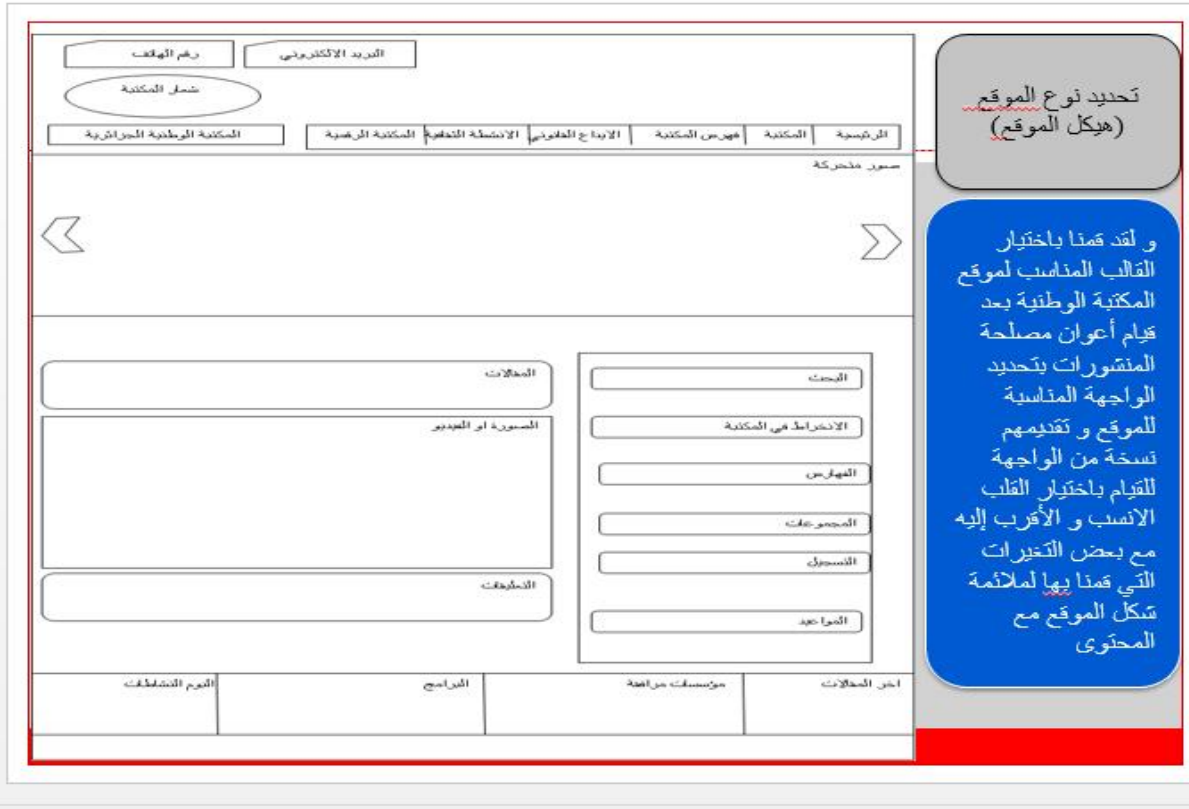 تحديد نوع الموقع
(هيكل الموقع)
و لقد قمنا باختيار
القالب المناسب لموقع
المكتبة الوطنية بعد
قيام أعوان مصلحة
المنشورات بتحديد
الواجهة المناسبة
للموقع و تقديمهم
نسخة من الواجهة
للقيام باختيار القلب
الانسب و الأقرب إليه
مع بعض التغيرات
التي قمنا بها لملائمة
شكل الموقع مع
المحتوى
البريد الالكتروني
رقم الهاتف
شعار المكتبة
الرئيسية
المكتبة
فهرس المكتبة
الايداع القانوني
الانشطة الثقافية
المكتبة الرقمية
المكتبة الوطنية الجزائرية
صور متحركة
البحث
الانخراط في المكتبة
الفهارس
المجموعات
التسجيل
المواعيد
المقالات
الصورة او الفيديو
التعليقات
اخر المقالات
مؤسسات مرافقة
البرامج
البوم النشاطات